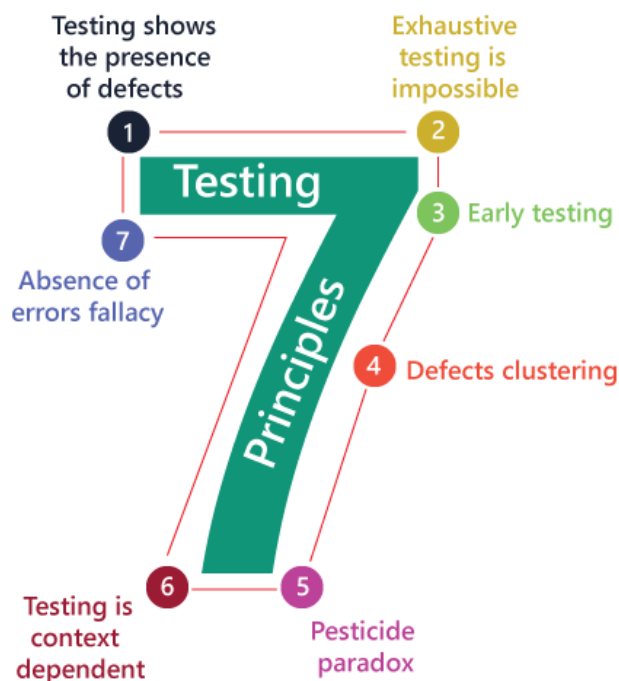 Testing shows
the presence
of defects
1
Exhaustive
testing is
impossible
2
Testing
Principles
3
Early testing
4
Defects clustering
5
Pesticide
paradox
6
Testing is
context
dependent
7
Absence of
errors fallacy